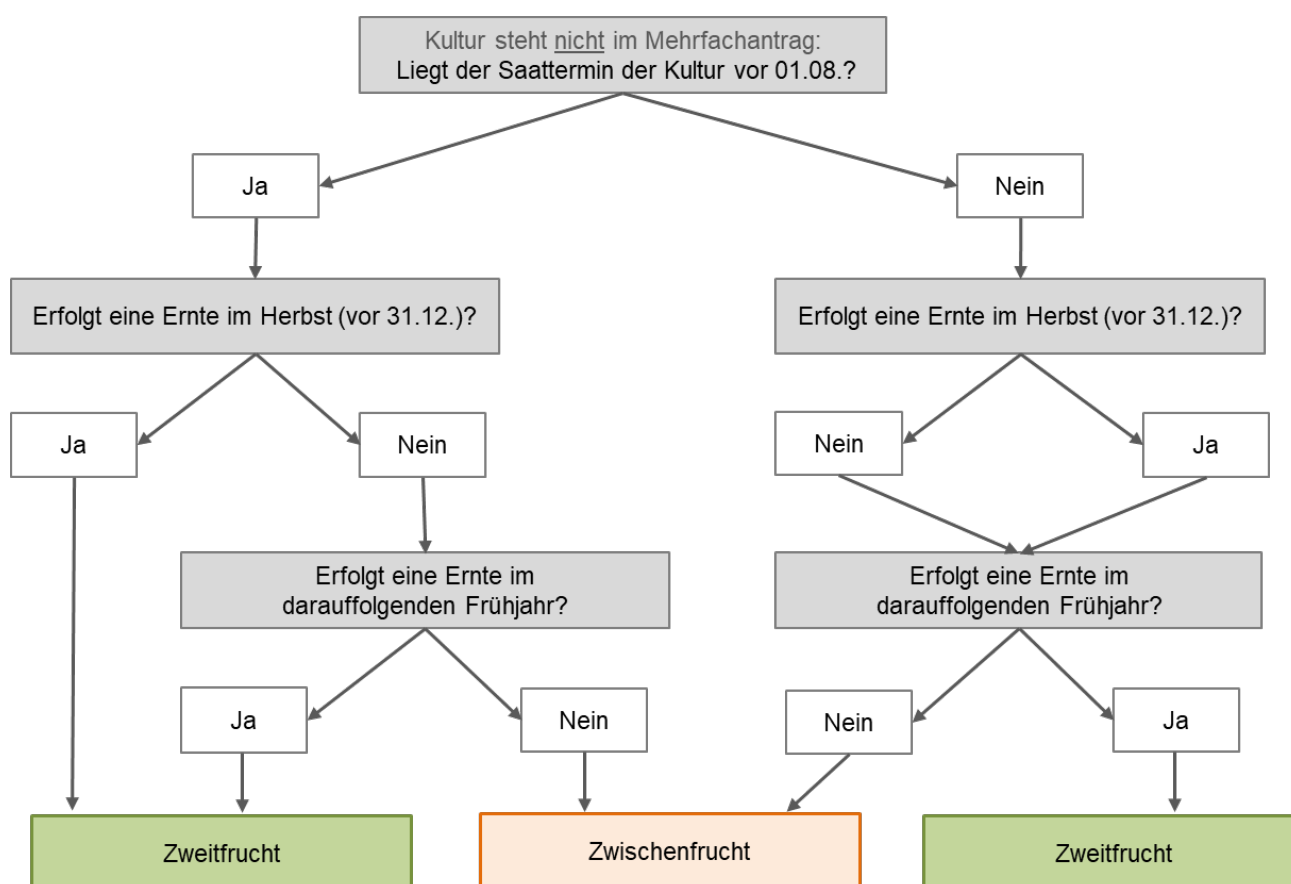 Kultur steht nicht im Mehrfachantrag:
Liegt der Saattermin der Kultur vor 01.08.?
Ja
Nein
Erfolgt eine Ernte im Herbst (vor 31.12.)?
Erfolgt eine Ernte im Herbst (vor 31.12.)?
Ja
Nein
Nein
Ja
Erfolgt eine Ernte im
darauffolgenden Frühjahr?
Erfolgt eine Ernte im
darauffolgenden Frühjahr?
Ja
Nein
Nein
Ja
Zweitfrucht
Zwischenfrucht
Zweitfrucht